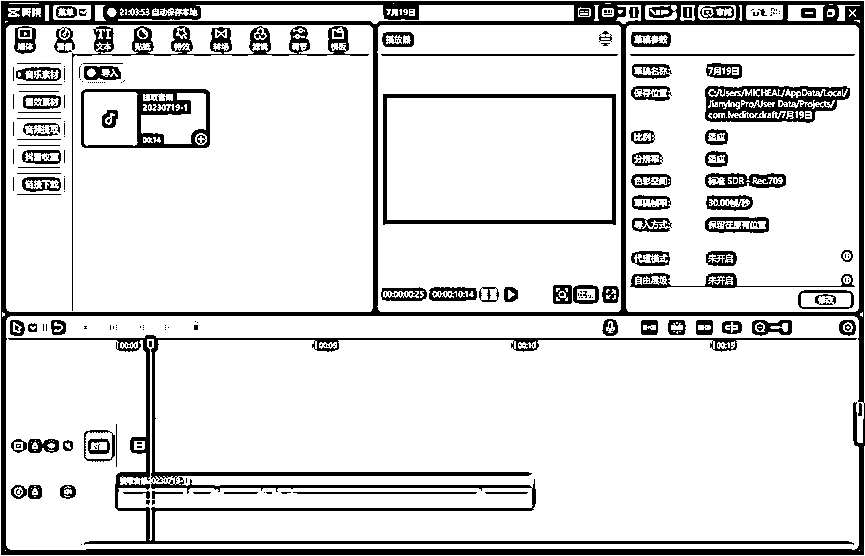 剪映
菜单
21:03:53 自动保存本地
7月19日
媒体
音频
文本
贴纸
特效
转场
滤镜
调节
模板
音乐素材
音效素材
音频提取
抖音收藏
链接下载
导入
提取音频
20230719-1
00:14
播放器
00:00:00:25 00:00:10:14
草稿参数
草稿名称: 7月19日
保存位置: C:/Users/MICHEAL/AppData/Local/
JianyingPro/User Data/Projects/
com.lveditor.draft/7月19日
比例: 适应
分辨率: 适应
色彩空间: 标准 SDR - Rec.709
草稿帧率: 30.00帧/秒
导入方式: 保留在原有位置
代理模式: 未开启
自由层级: 未开启
修改
00:00
00:05
00:10
00:15
封面
提取音频20230719-1